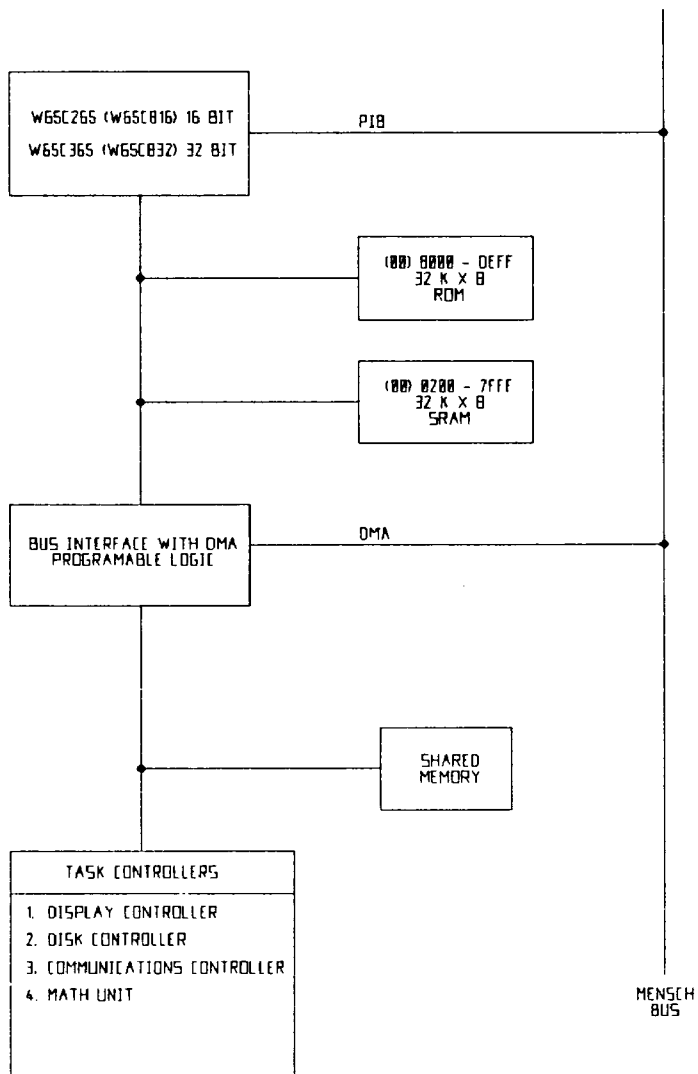 W65C265 (W65C816) 16 BIT
W65C365 (W65C832) 32 BIT
PIB
(00) 8000 - DEFF
32 K X 8
ROM
(00) 0200 - 7FFF
32 K X 8
SRAM
BUS INTERFACE WITH DMA
PROGRAMABLE LOGIC
DMA
SHARED
MEMORY
TASK CONTROLLERS
1. DISPLAY CONTROLLER
2. DISK CONTROLLER
3. COMMUNICATIONS CONTROLLER
4. MATH UNIT
MENSCH
BUS